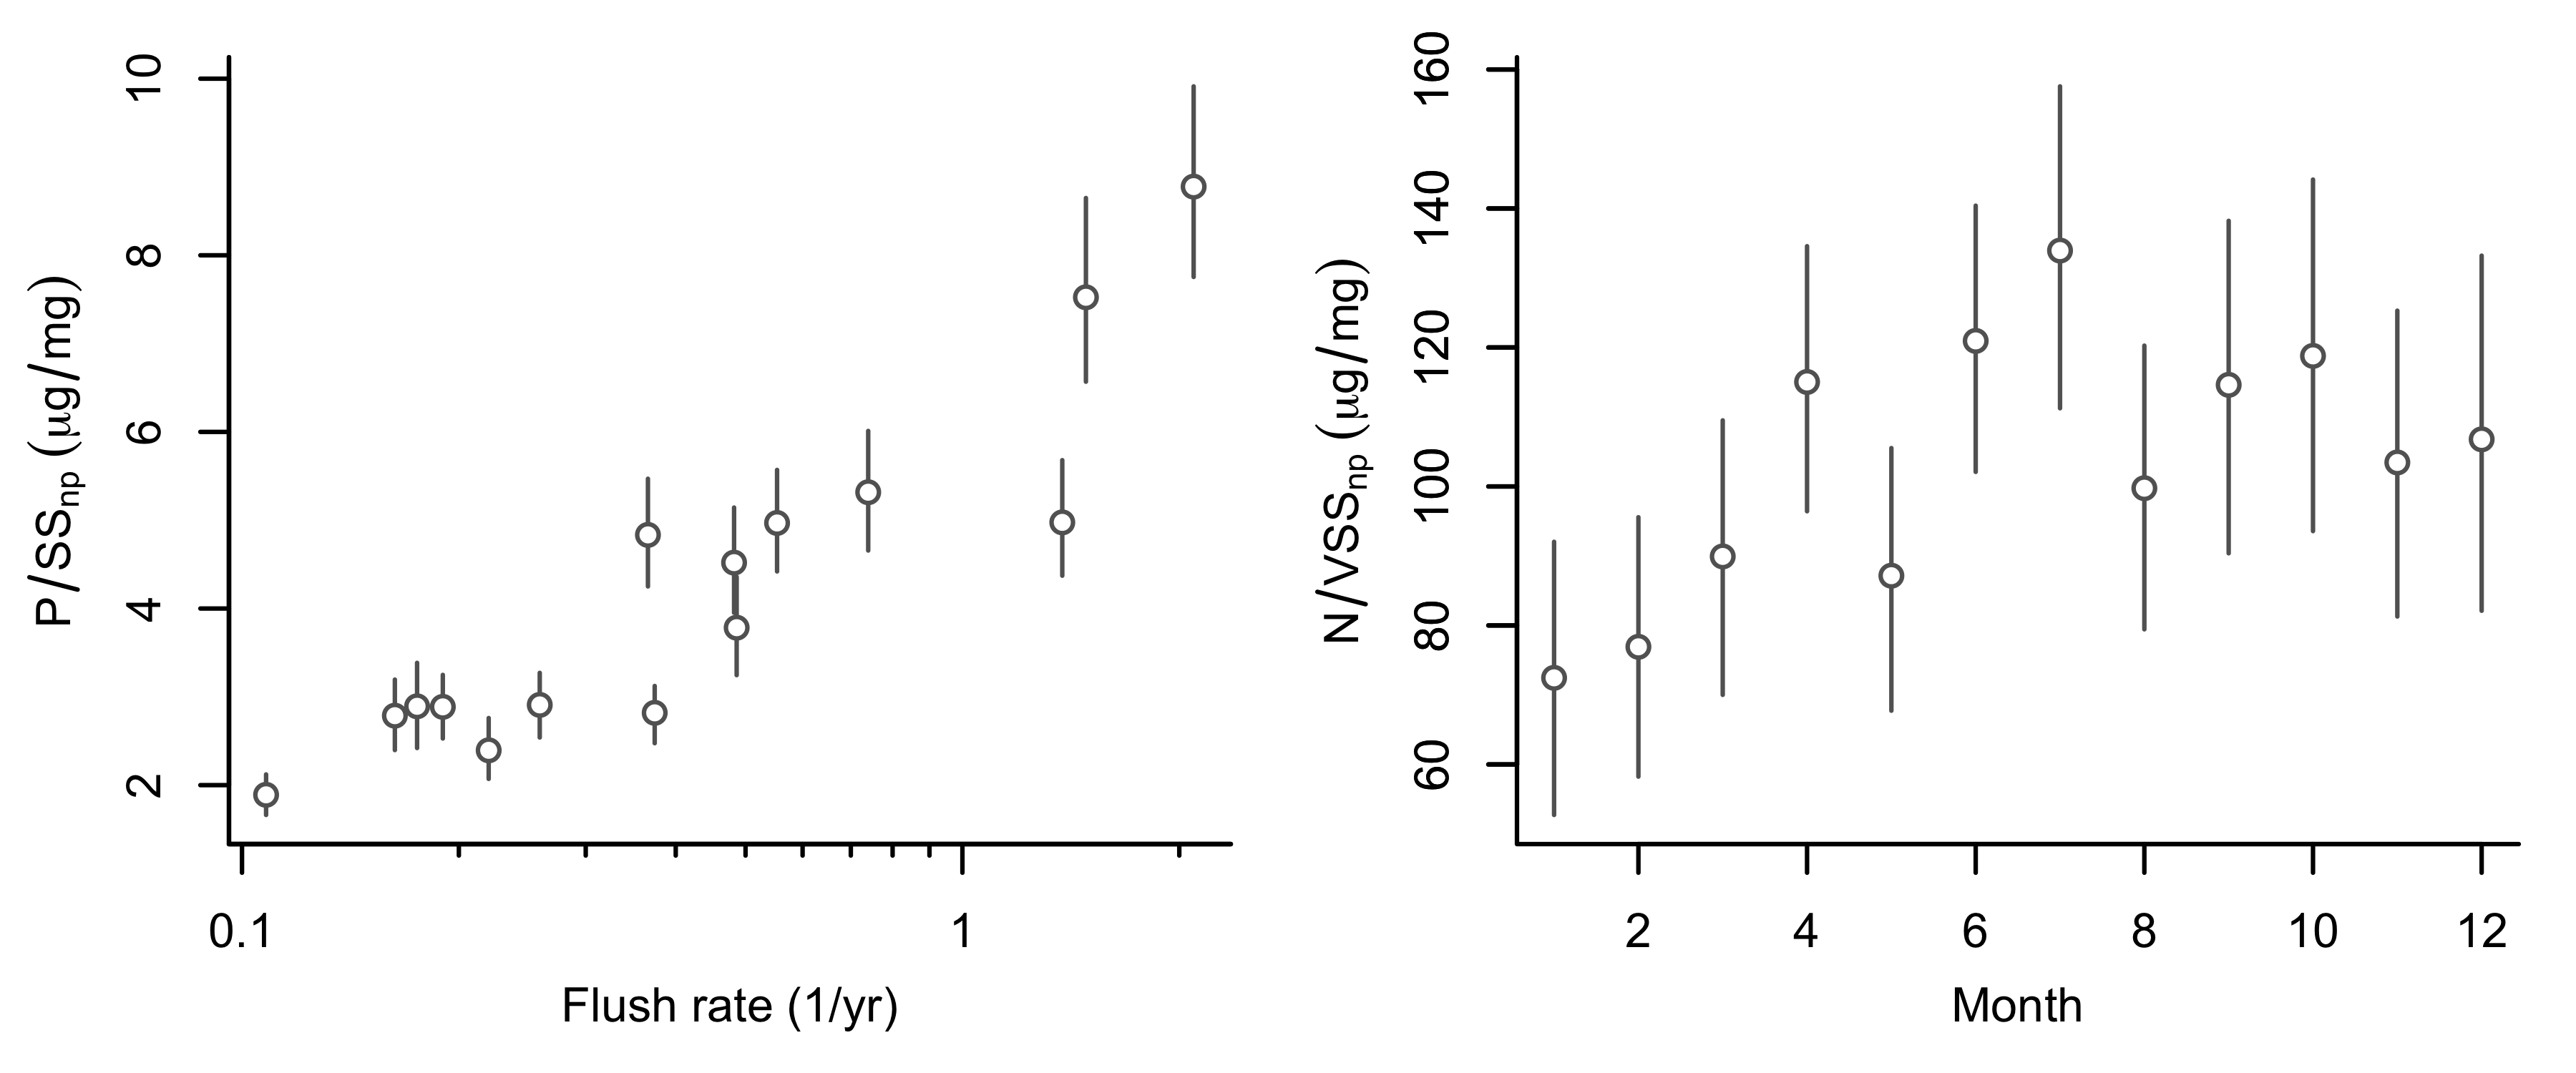 10
8
6
4
2
P/SSnp (μg/mg)
0.1 1
Flush rate (1/yr)
160
140
120
100
80
60
N/VSSnp (μg/mg)
2 4 6 8 10 12
Month